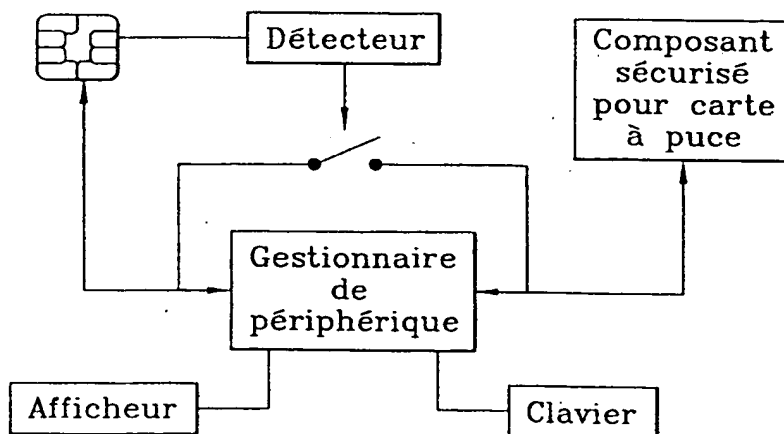 Détecteur
Composant
sécurisé
pour carte
à puce
Gestionnaire
de
périphérique
Afficheur
Clavier